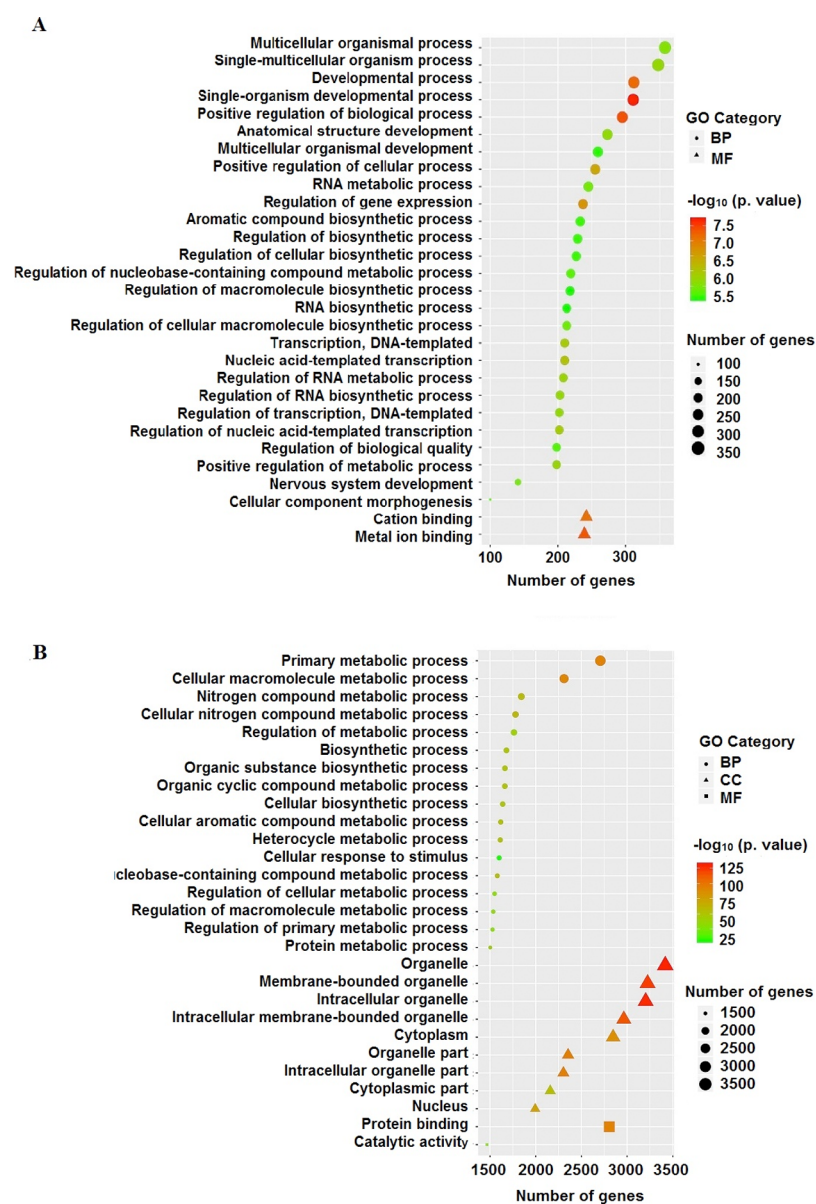 A
Multicellular organismal process
Single-multicellular organism process
Developmental process
Single-organism developmental process
Positive regulation of biological process
Anatomical structure development
Multicellular organismal development
Positive regulation of cellular process
RNA metabolic process
Regulation of gene expression
Aromatic compound biosynthetic process
Regulation of biosynthetic process
Regulation of cellular biosynthetic process
Regulation of nucleobase-containing compound metabolic process
Regulation of macromolecule biosynthetic process
RNA biosynthetic process
Regulation of cellular macromolecule biosynthetic process
Transcription, DNA-templated
Nucleic acid-templated transcription
Regulation of RNA metabolic process
Regulation of RNA biosynthetic process
Regulation of transcription, DNA-templated
Regulation of nucleic acid-templated transcription
Regulation of biological quality
Positive regulation of metabolic process
Nervous system development
Cellular component morphogenesis
Cation binding
Metal ion binding
100 200 300
Number of genes
GO Category
BP
MF
-log₁₀ (p. value)
7.5
7.0
6.5
6.0
5.5
Number of genes
100
150
200
250
300
350
B
Primary metabolic process
Cellular macromolecule metabolic process
Nitrogen compound metabolic process
Cellular nitrogen compound metabolic process
Regulation of metabolic process
Biosynthetic process
Organic substance biosynthetic process
Organic cyclic compound metabolic process
Cellular biosynthetic process
Cellular aromatic compound metabolic process
Heterocycle metabolic process
Cellular response to stimulus
ucleobase-containing compound metabolic process
Regulation of cellular metabolic process
Regulation of macromolecule metabolic process
Regulation of primary metabolic process
Protein metabolic process
Organelle
Membrane-bounded organelle
Intracellular organelle
Intracellular membrane-bounded organelle
Cytoplasm
Organelle part
Intracellular organelle part
Cytoplasmic part
Nucleus
Protein binding
Catalytic activity
1500 2000 2500 3000 3500
Number of genes
GO Category
BP
CC
MF
-log₁₀ (p. value)
125
100
75
50
25
Number of genes
1500
2000
2500
3000
3500